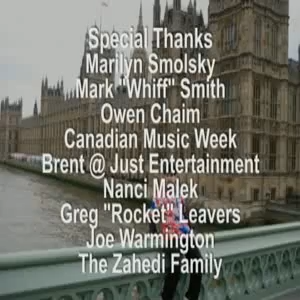 Special Thanks
Marilyn Smolsky
Mark "Whiff" Smith
Owen Chaim
Canadian Music Week
Brent @ Just Entertainment
Nanci Malek
Greg "Rocket" Leavers
Joe Warmington
The Zahedi Family